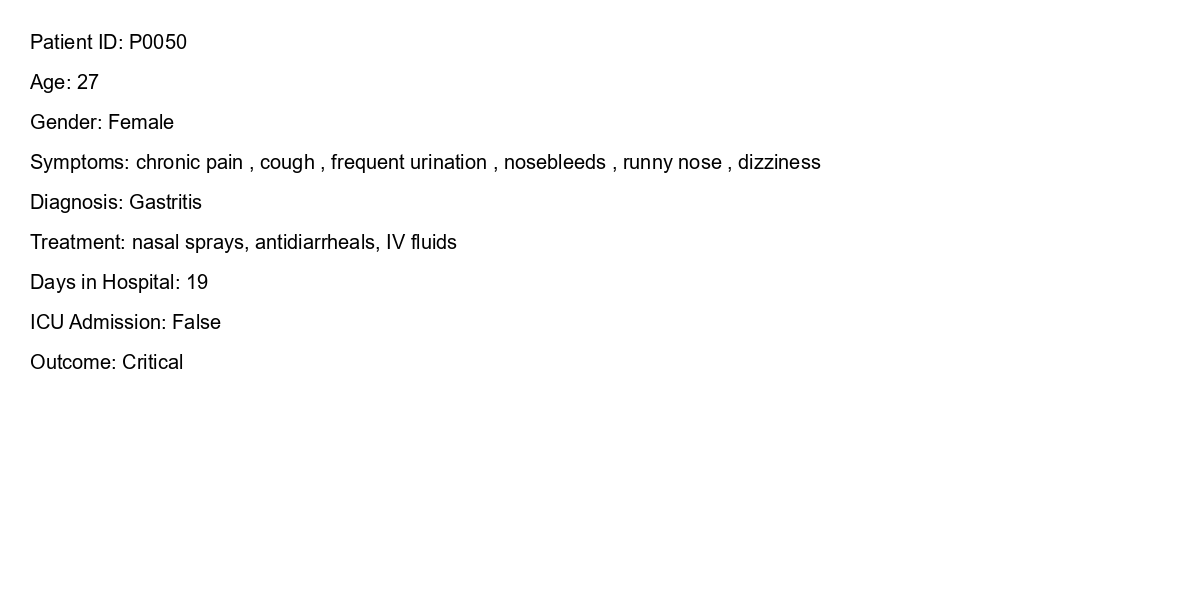 Patient ID: P0050
Age: 27
Gender: Female
Symptoms: chronic pain , cough , frequent urination , nosebleeds , runny nose , dizziness
Diagnosis: Gastritis
Treatment: nasal sprays, antidiarrheals, IV fluids
Days in Hospital: 19
ICU Admission: False
Outcome: Critical